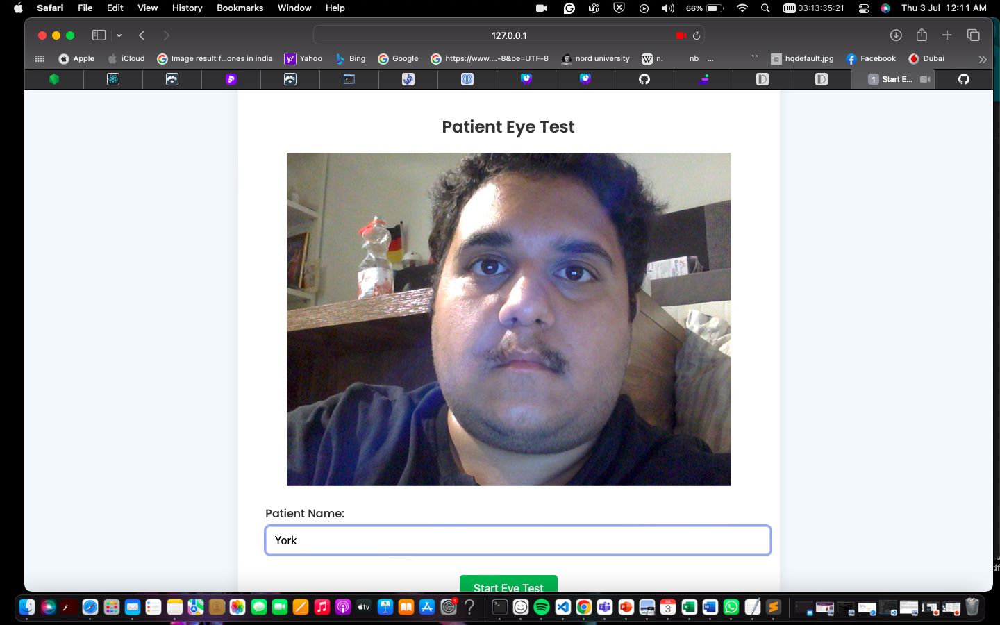 Safari File Edit View History Bookmarks Window Help 66% 03:13:35:21 Thu 3 Jul 12:11 AM
127.0.0.1
Apple iCloud Image result f...ones in india Yahoo Bing Google https://www....-8&oe=UTF-8 nord university W n. nb ... `` hqdefault.jpg Facebook Dubai
1 Start E...
Patient Eye Test
Patient Name:
York
Start Eye Test